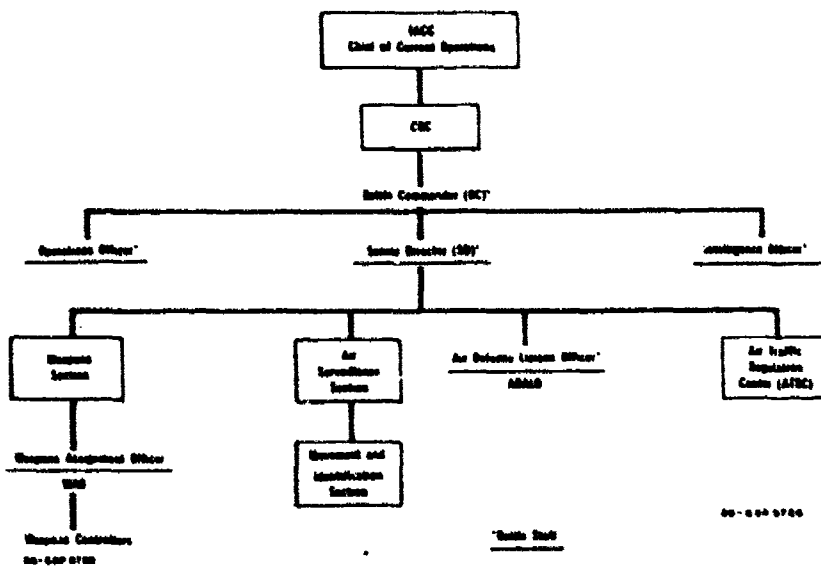 TACC
Chief of Current Operations
CRC
Battle Commander (BC)*
Operations Officer*
Senior Director (SD)*
Intelligence Officer*
Weapons
Section
Air
Surveillance
Section
Air Defense Liaison Officer*
ADALO
Air Traffic
Regulation
Center (ATRC)
Weapons Assignment Officer
WAO
Movement and
Identification
Section
Weapons Controllers
*Battle Staff